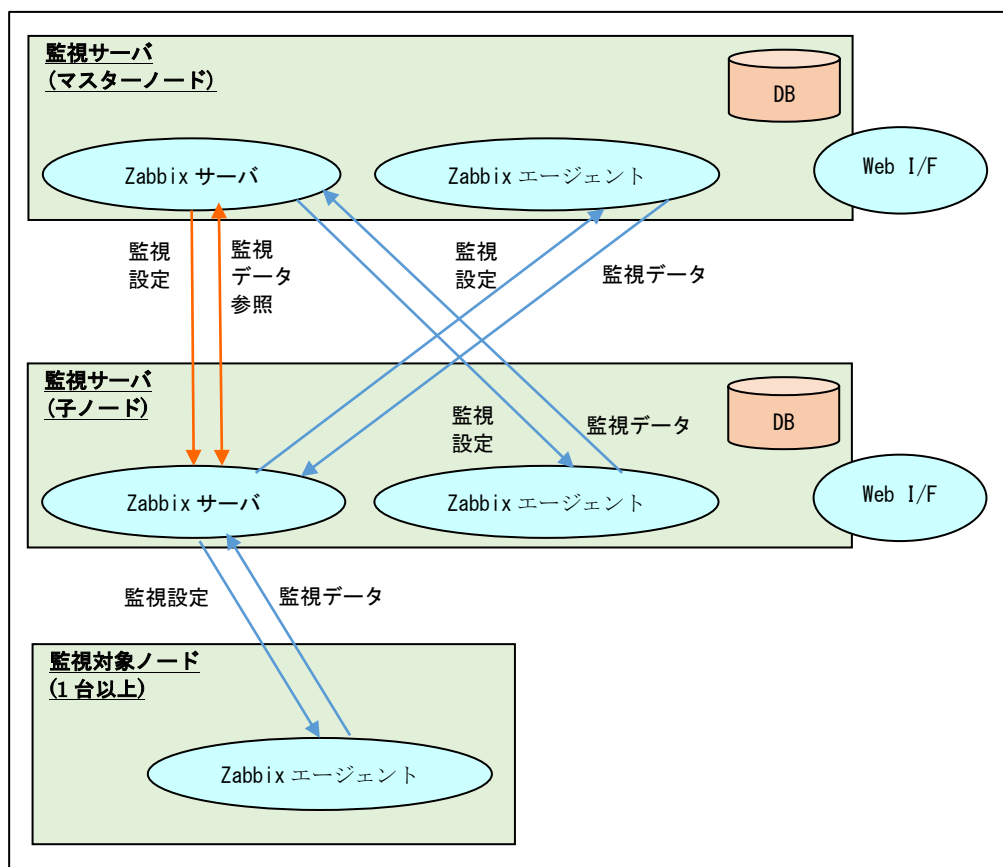 監視サーバ
(マスターノード)
DB
Zabbix サーバ
Zabbix エージェント
Web I/F
監視
設定
監視
データ
参照
監視
設定
監視データ
監視サーバ
(子ノード)
DB
監視
設定
監視データ
Zabbix サーバ
Zabbix エージェント
Web I/F
監視設定
監視データ
監視対象ノード
(1 台以上)
Zabbix エージェント